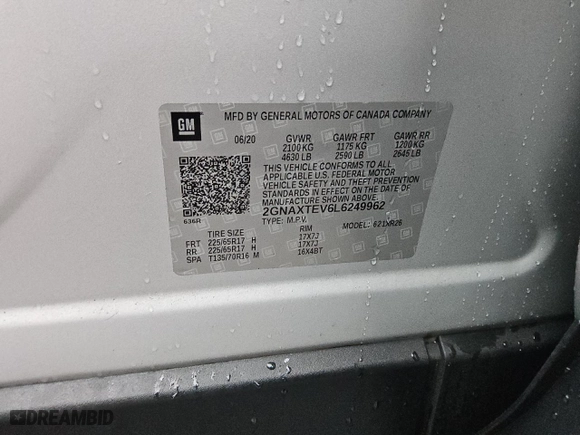 GM
MFD BY GENERAL MOTORS OF CANADA COMPANY
06/20 GVWR GAWR FRT GAWR RR
2100 KG 1175 KG 1200 KG
4630 LB 2590 LB 2645 LB
THIS VEHICLE CONFORMS TO ALL
APPLICABLE U.S. FEDERAL MOTOR
VEHICLE SAFETY AND THEFT PREVENTION
STANDARDS IN EFFECT ON THE DATE OF
MANUFACTURE SHOWN ABOVE.
2GNAXTEV6L6249962
636R TYPE: M.P.V. MODEL: 621XR26
TIRE SIZE RIM
FRT 225/65R17 H 17X7J
RR 225/65R17 H 17X7J
SPA T135/70R16 M 16X4BT
DREAMBID